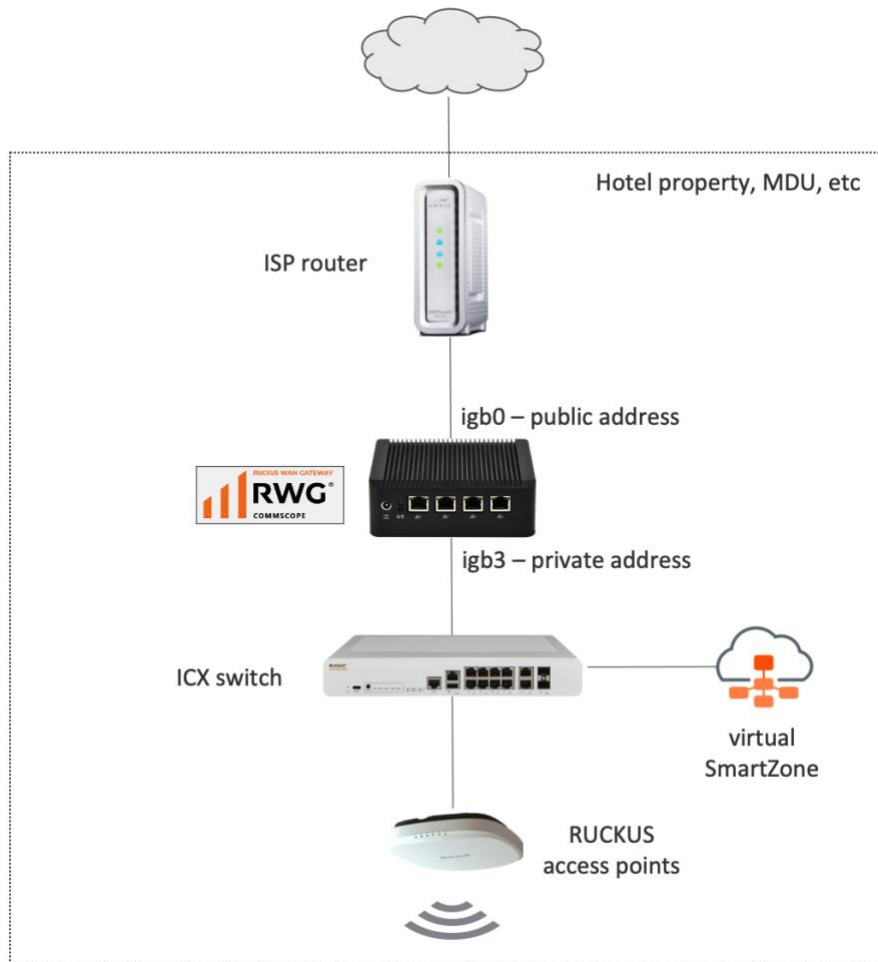 Hotel property, MDU, etc
ISP router
igb0 – public address
RUCKUS WAN GATEWAY
RWG®
COMMSCOPE
igb3 – private address
ICX switch
virtual
SmartZone
RUCKUS
access points